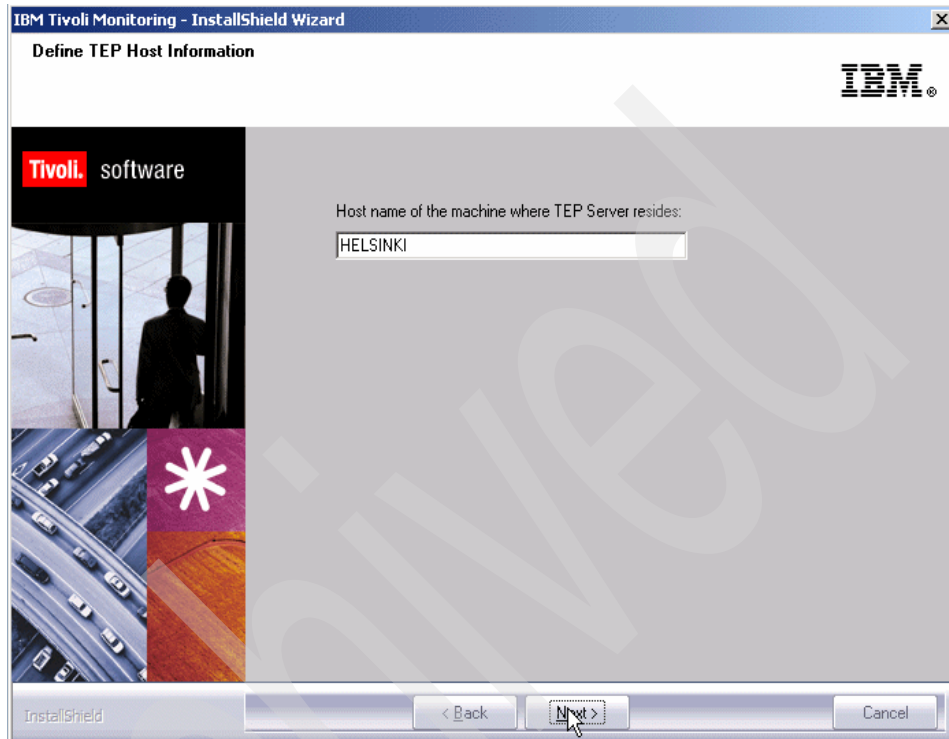 IBM Tivoli Monitoring - InstallShield Wizard
Define TEP Host Information
IBM®
Tivoli. software
Host name of the machine where TEP Server resides:
HELSINKI
InstallShield
< Back
Next >
Cancel